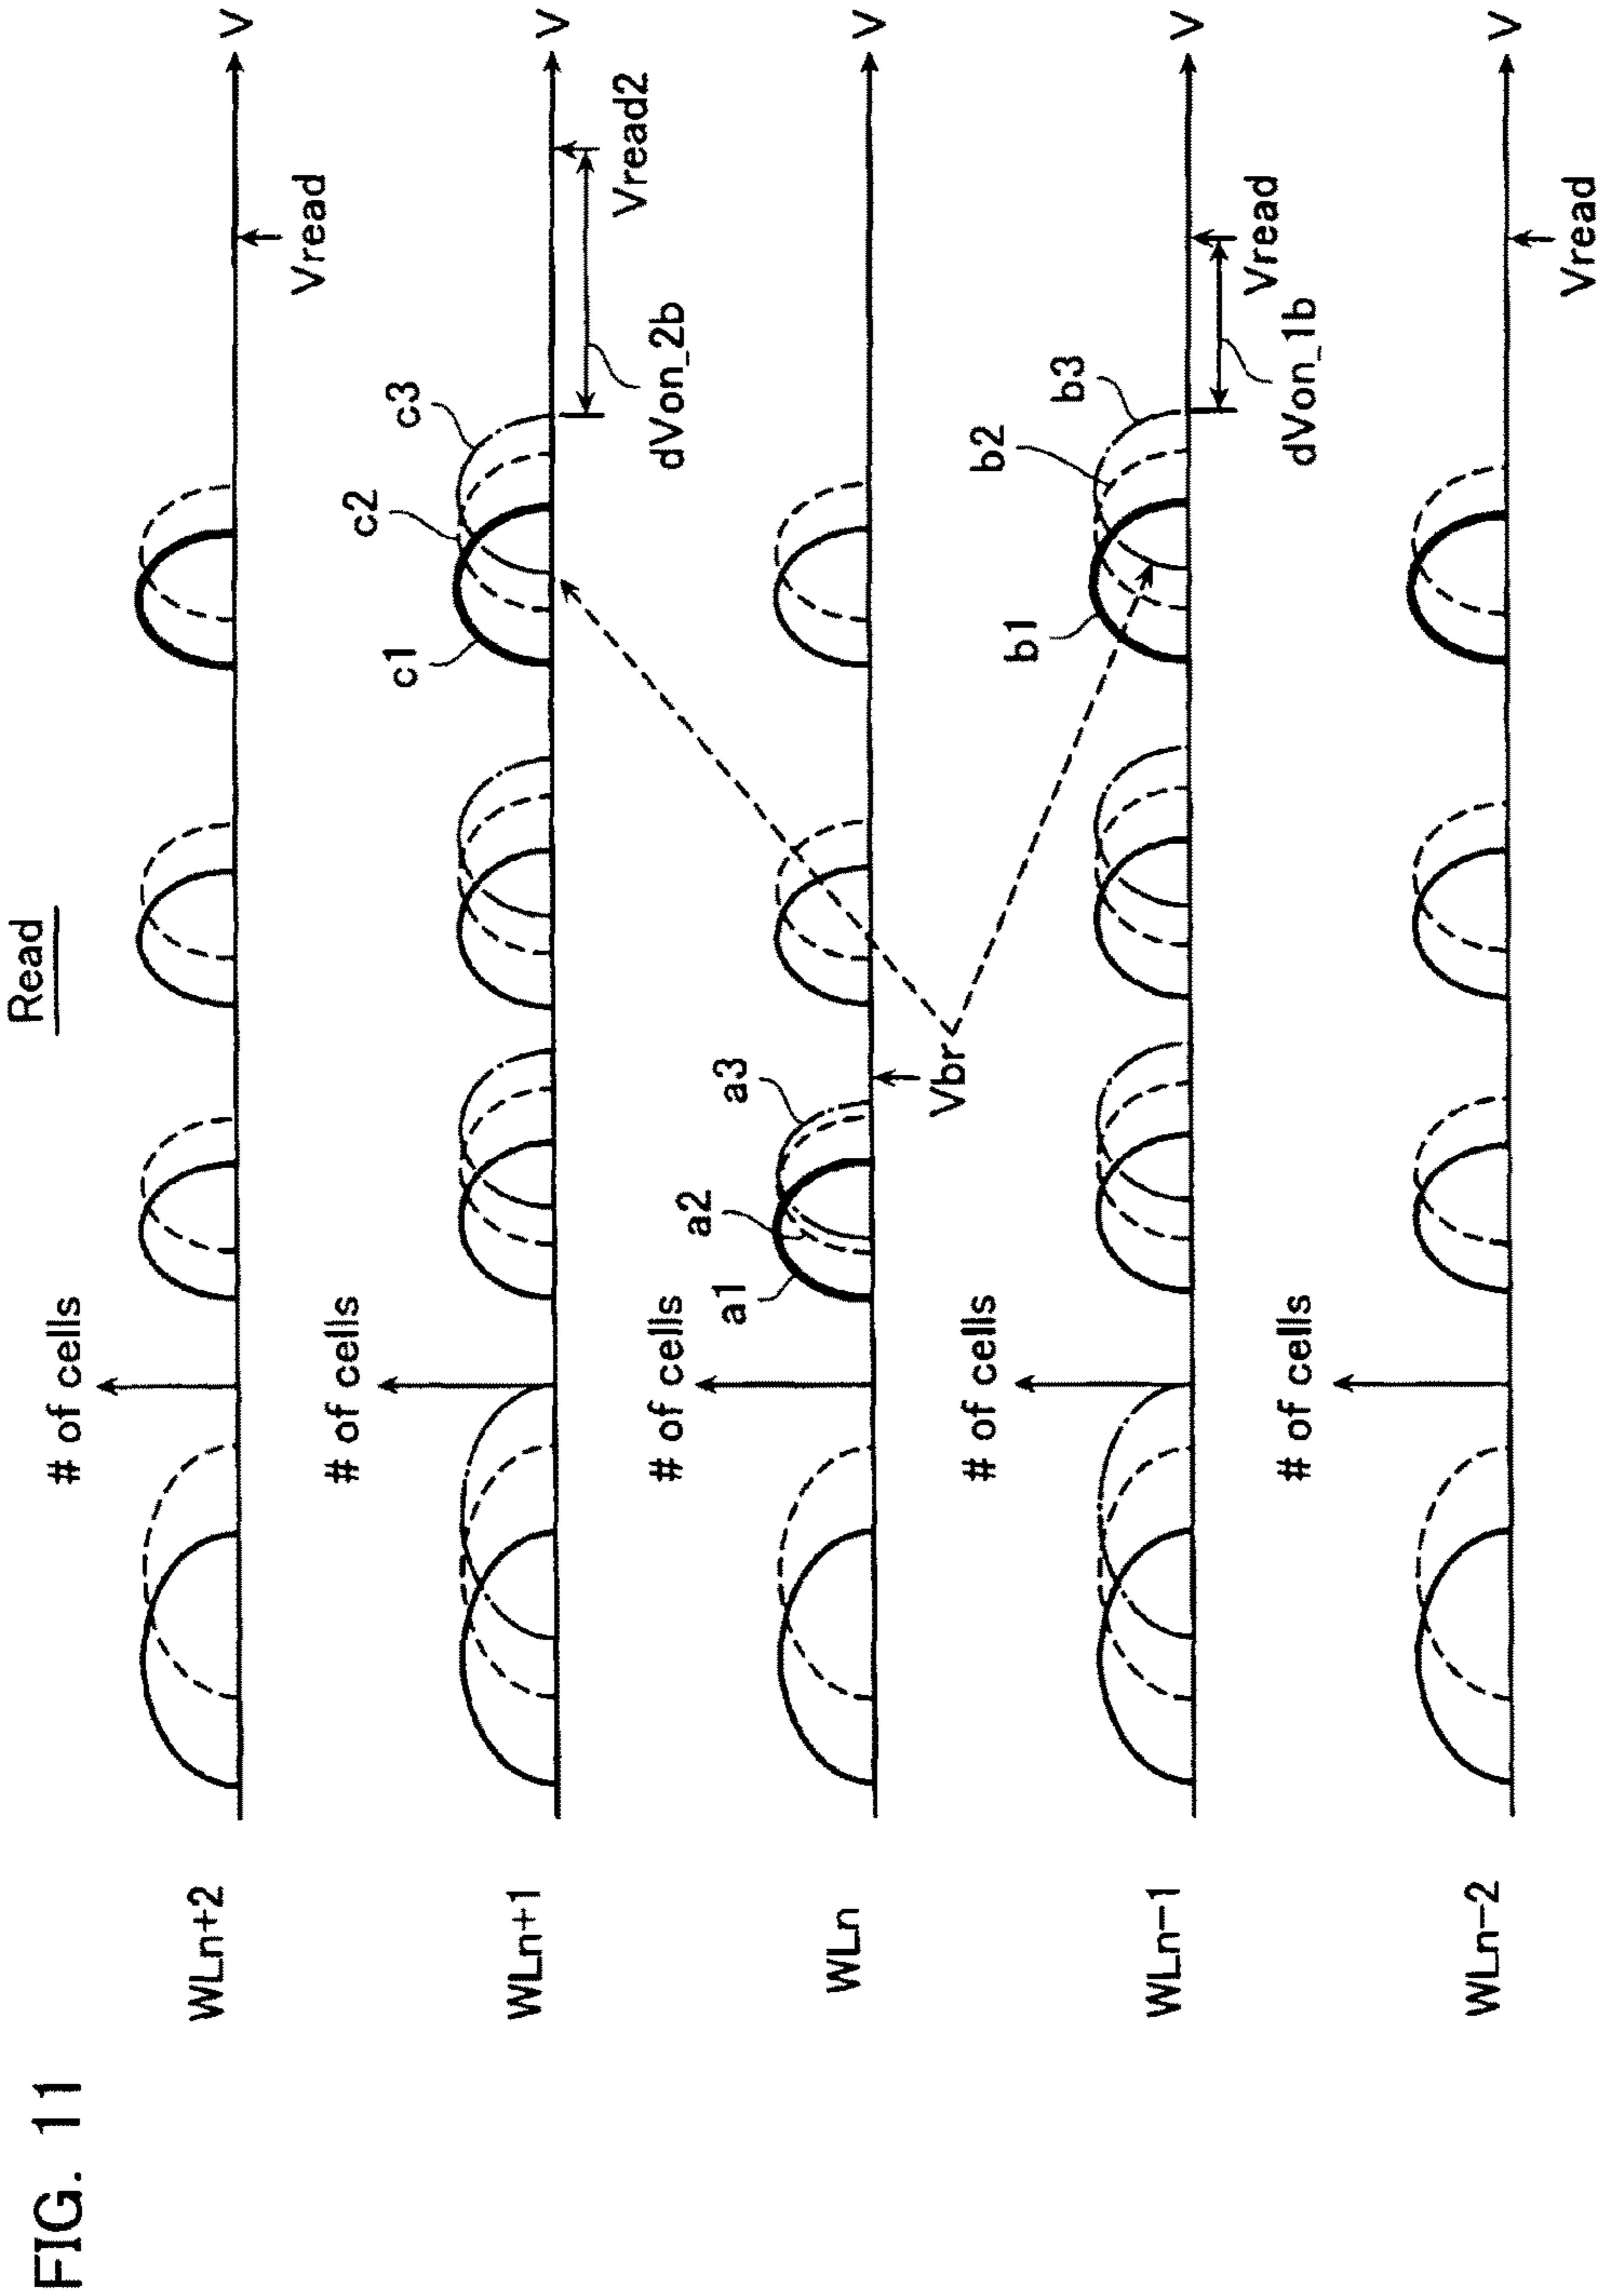 FIG. 11
Read
WLn+2
# of cells
Vread
V
WLn+1
# of cells
c1
c2
c3
dVon_2b
Vread2
V
WLn
# of cells
a1
a2
a3
Vbr
V
WLn-1
# of cells
b1
b2
b3
dVon_1b
Vread
V
WLn-2
# of cells
Vread
V